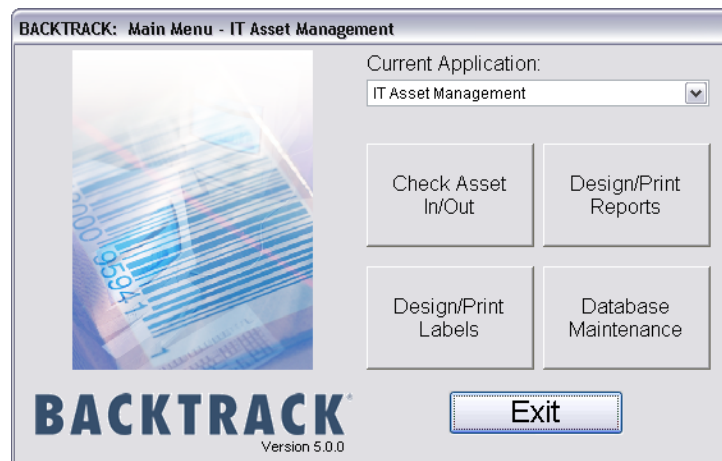 BACKTRACK: Main Menu - IT Asset Management
Current Application:
IT Asset Management
Check Asset
In/Out
Design/Print
Reports
Design/Print
Labels
Database
Maintenance
BACKTRACK®
Version 5.0.0
Exit